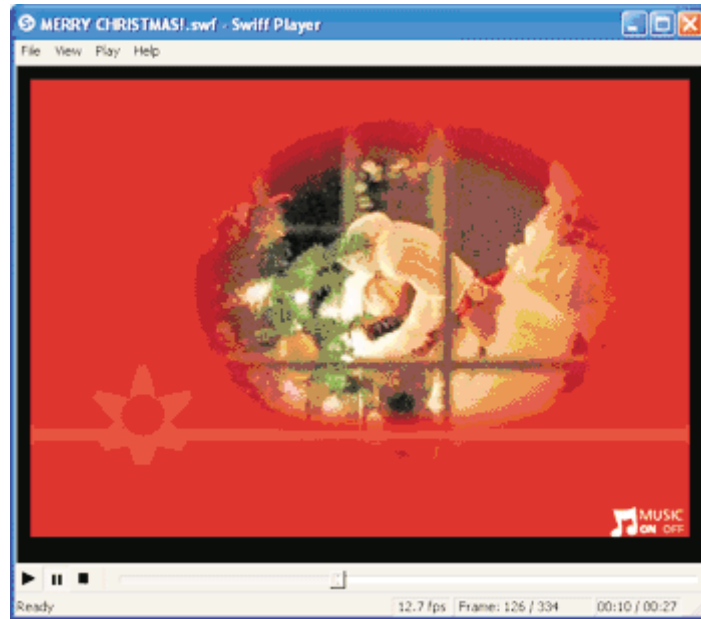 MERRY CHRISTMAS!.swf - Swiff Player
File View Play Help
MUSIC
ON OFF
Ready 12.7 fps Frame: 126 / 334 00:10 / 00:27